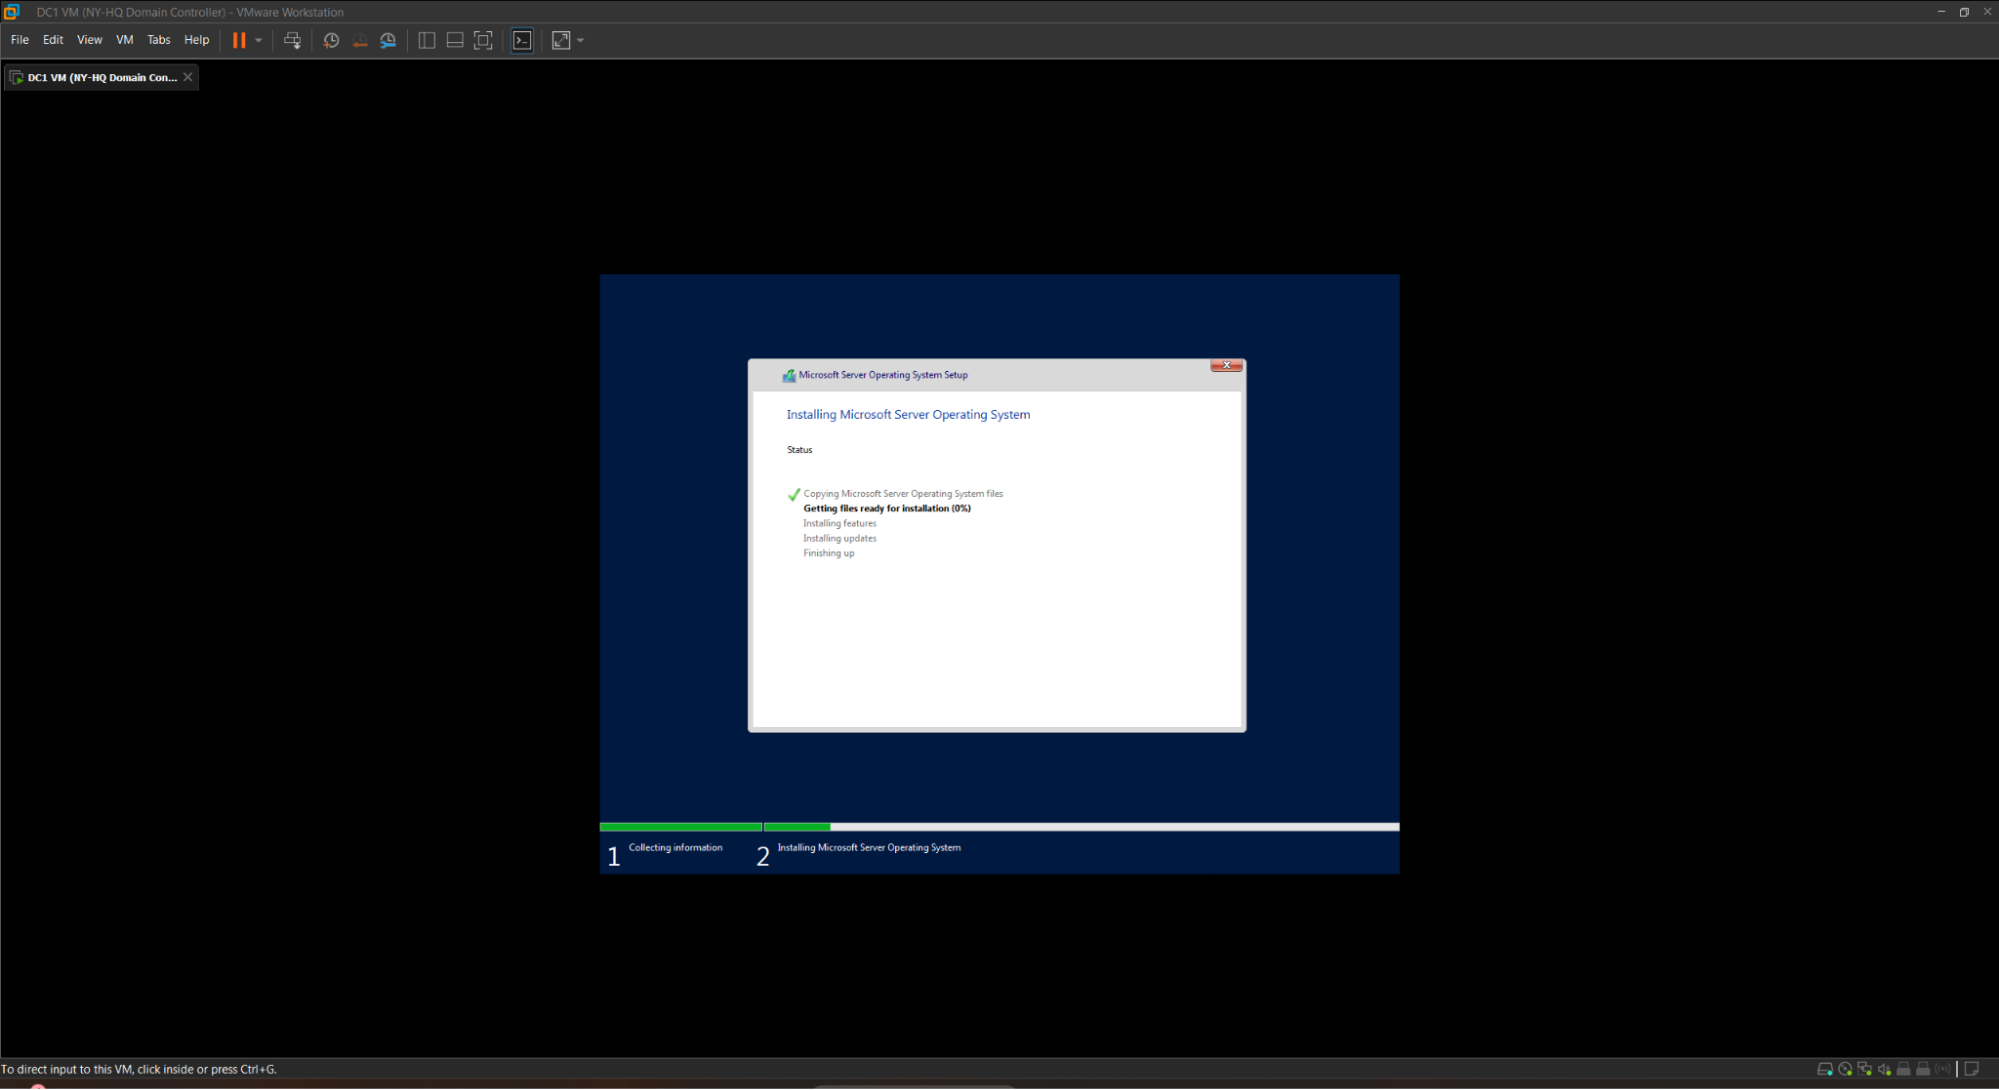 DC1 VM (NY-HQ Domain Controller) - VMware Workstation
File Edit View VM Tabs Help
DC1 VM (NY-HQ Domain Con...
Microsoft Server Operating System Setup
Installing Microsoft Server Operating System
Status
Copying Microsoft Server Operating System files
Getting files ready for installation (0%)
Installing features
Installing updates
Finishing up
1 Collecting information 2 Installing Microsoft Server Operating System
To direct input to this VM, click inside or press Ctrl+G.